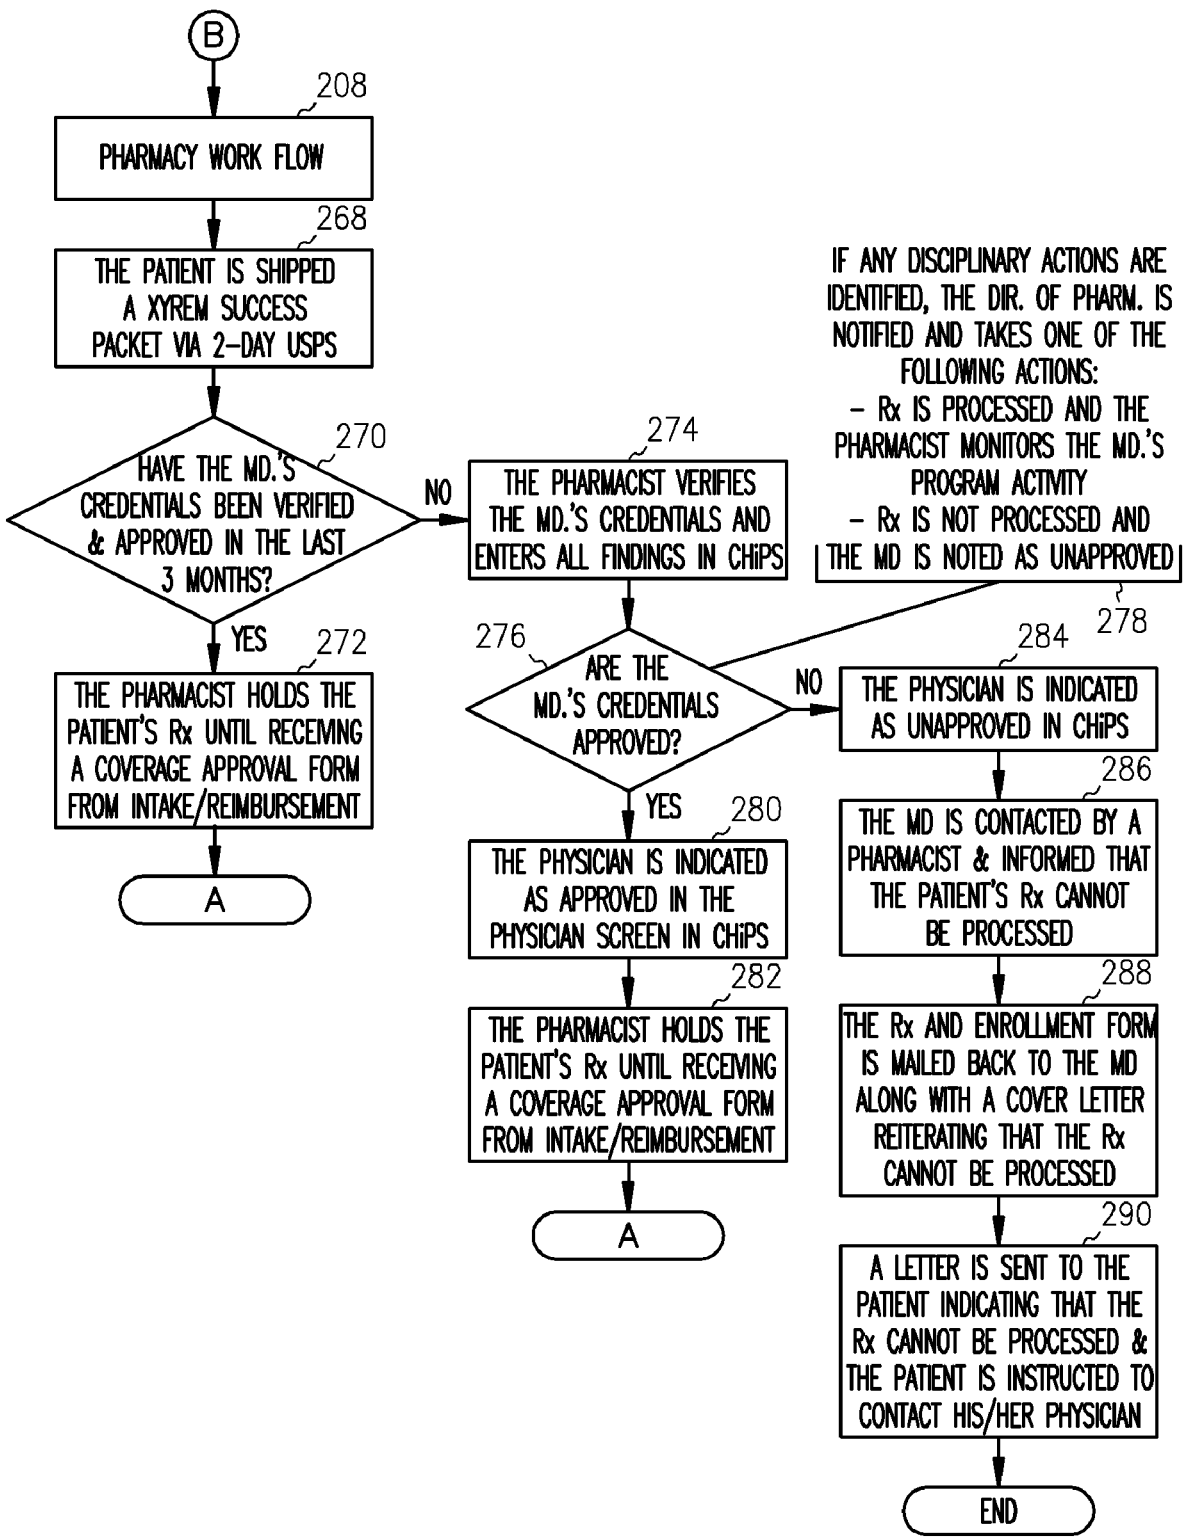 B
208
PHARMACY WORK FLOW
268
THE PATIENT IS SHIPPED
A XYREM SUCCESS
PACKET VIA 2-DAY USPS
270
HAVE THE MD.'S
CREDENTIALS BEEN VERIFIED
& APPROVED IN THE LAST
3 MONTHS?
NO
YES
272
THE PHARMACIST HOLDS THE
PATIENT'S Rx UNTIL RECEIVING
A COVERAGE APPROVAL FORM
FROM INTAKE/REIMBURSEMENT
A
274
THE PHARMACIST VERIFIES
THE MD.'S CREDENTIALS AND
ENTERS ALL FINDINGS IN CHiPS
276
ARE THE
MD.'S CREDENTIALS
APPROVED?
NO
YES
IF ANY DISCIPLINARY ACTIONS ARE
IDENTIFIED, THE DIR. OF PHARM. IS
NOTIFIED AND TAKES ONE OF THE
FOLLOWING ACTIONS:
- Rx IS PROCESSED AND THE
PHARMACIST MONITORS THE MD.'S
PROGRAM ACTIVITY
- Rx IS NOT PROCESSED AND
THE MD IS NOTED AS UNAPPROVED
278
280
THE PHYSICIAN IS INDICATED
AS APPROVED IN THE
PHYSICIAN SCREEN IN CHiPS
282
THE PHARMACIST HOLDS THE
PATIENT'S Rx UNTIL RECEIVING
A COVERAGE APPROVAL FORM
FROM INTAKE/REIMBURSEMENT
A
284
THE PHYSICIAN IS INDICATED
AS UNAPPROVED IN CHiPS
286
THE MD IS CONTACTED BY A
PHARMACIST & INFORMED THAT
THE PATIENT'S Rx CANNOT
BE PROCESSED
288
THE Rx AND ENROLLMENT FORM
IS MAILED BACK TO THE MD
ALONG WITH A COVER LETTER
REITERATING THAT THE Rx
CANNOT BE PROCESSED
290
A LETTER IS SENT TO THE
PATIENT INDICATING THAT THE
Rx CANNOT BE PROCESSED &
THE PATIENT IS INSTRUCTED TO
CONTACT HIS/HER PHYSICIAN
END